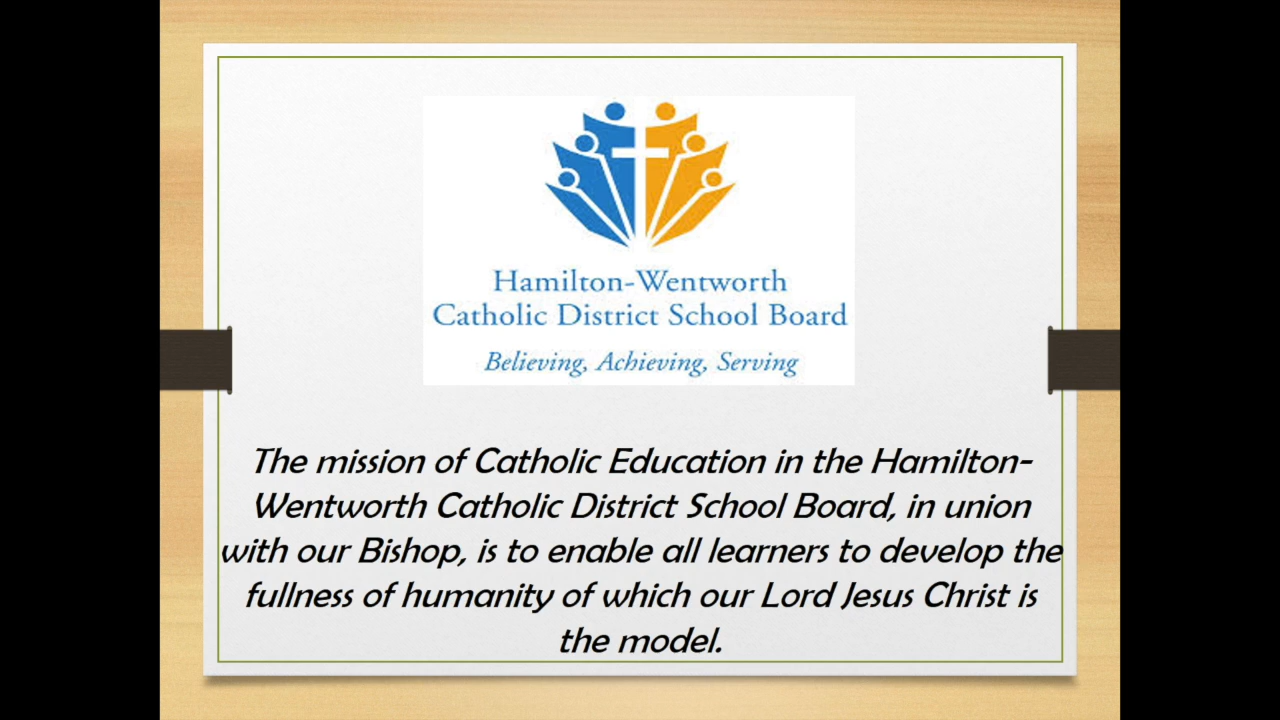 Hamilton-Wentworth
Catholic District School Board
Believing, Achieving, Serving
The mission of Catholic Education in the Hamilton-
Wentworth Catholic District School Board, in union
with our Bishop, is to enable all learners to develop the
fullness of humanity of which our Lord Jesus Christ is
the model.